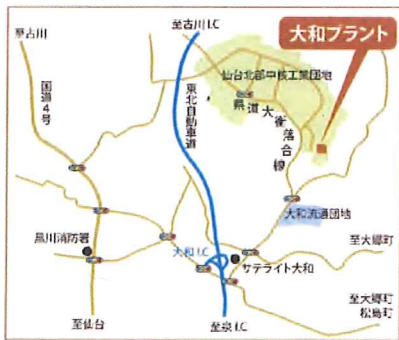 至古川
至古川I.C
大和プラント
仙台北部中核工業団地
国道4号
東北自動車道
県道大衡落合線
大和流通団地
黒川消防署
大和I.C
サテライト大和
至大郷町
至大郷町
松島町
至仙台
至泉I.C